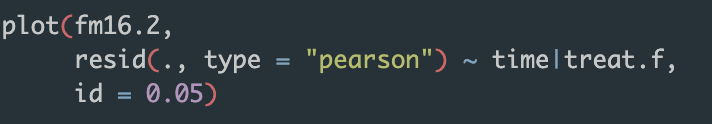 plot(fm16.2,
resid(., type = "pearson") ~ time|treat.f,
id = 0.05)